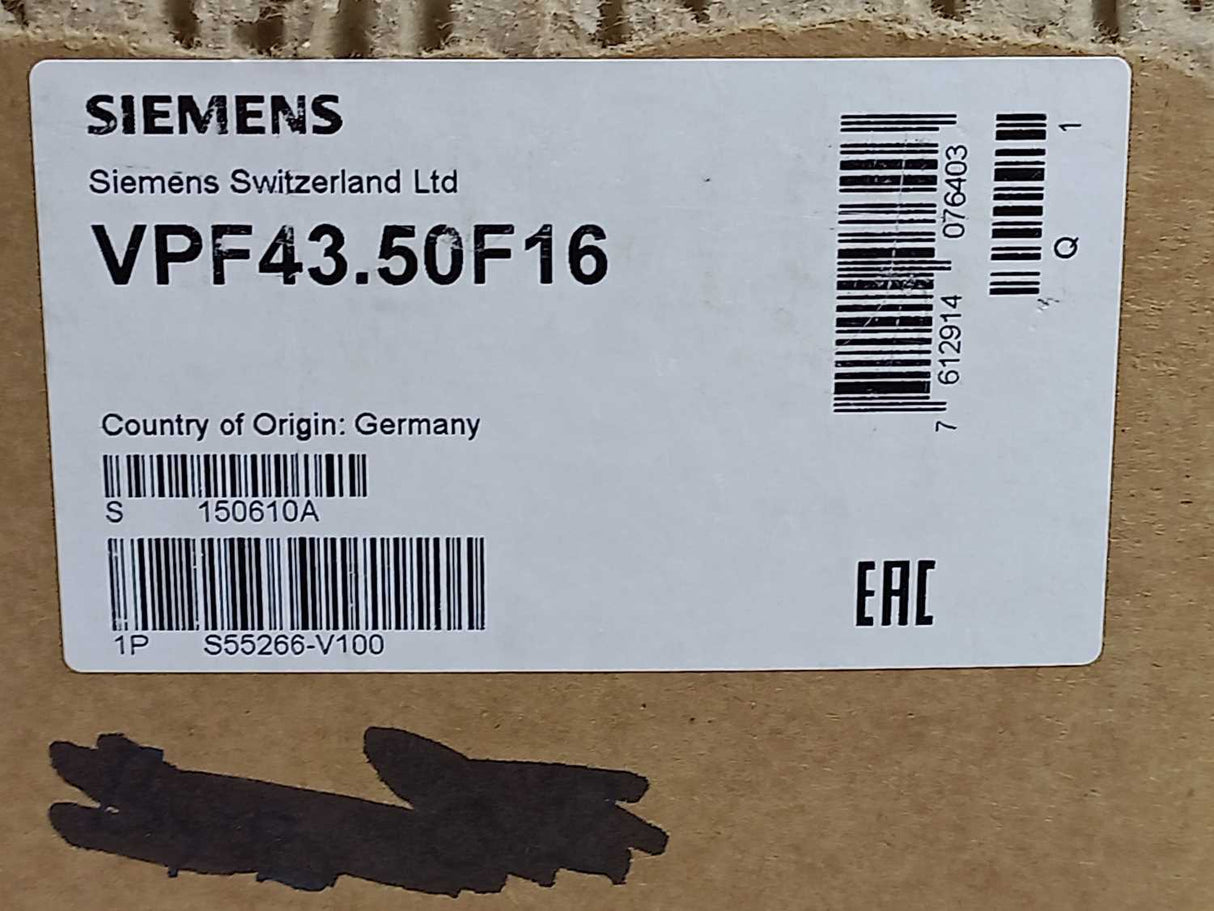 SIEMENS
Siemens Switzerland Ltd
VPF43.50F16
Country of Origin: Germany
S 150610A
1P S55266-V100
7 612914 076403
Q 1
EAC